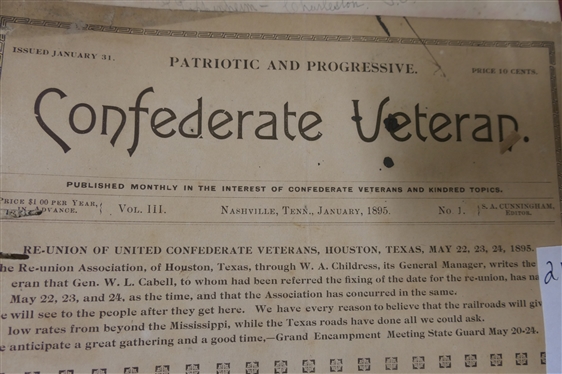 Charleston
ISSUED JANUARY 31.
PATRIOTIC AND PROGRESSIVE.
PRICE 10 CENTS.
Confederate Veteran.
PUBLISHED MONTHLY IN THE INTEREST OF CONFEDERATE VETERANS AND KINDRED TOPICS.
PRICE $1 00 PER YEAR,
IN ADVANCE.
VOL. III.
NASHVILLE, TENN., JANUARY, 1895.
No. 1.
S. A. CUNNINGHAM,
EDITOR.
RE-UNION OF UNITED CONFEDERATE VETERANS, HOUSTON, TEXAS, MAY 22, 23, 24, 1895.
he Re-union Association, of Houston, Texas, through W. A. Childress, its General Manager, writes the
eran that Gen. W. L. Cabell, to whom had been referred the fixing of the date for the re-union, has na
May 22, 23, and 24, as the time, and that the Association has concurred in the same.
e will see to the people after they get here. We have every reason to believe that the railroads will giv
low rates from beyond the Mississippi, while the Texas roads have done all we could ask.
e anticipate a great gathering and a good time,—Grand Encampment Meeting State Guard May 20-24.
2